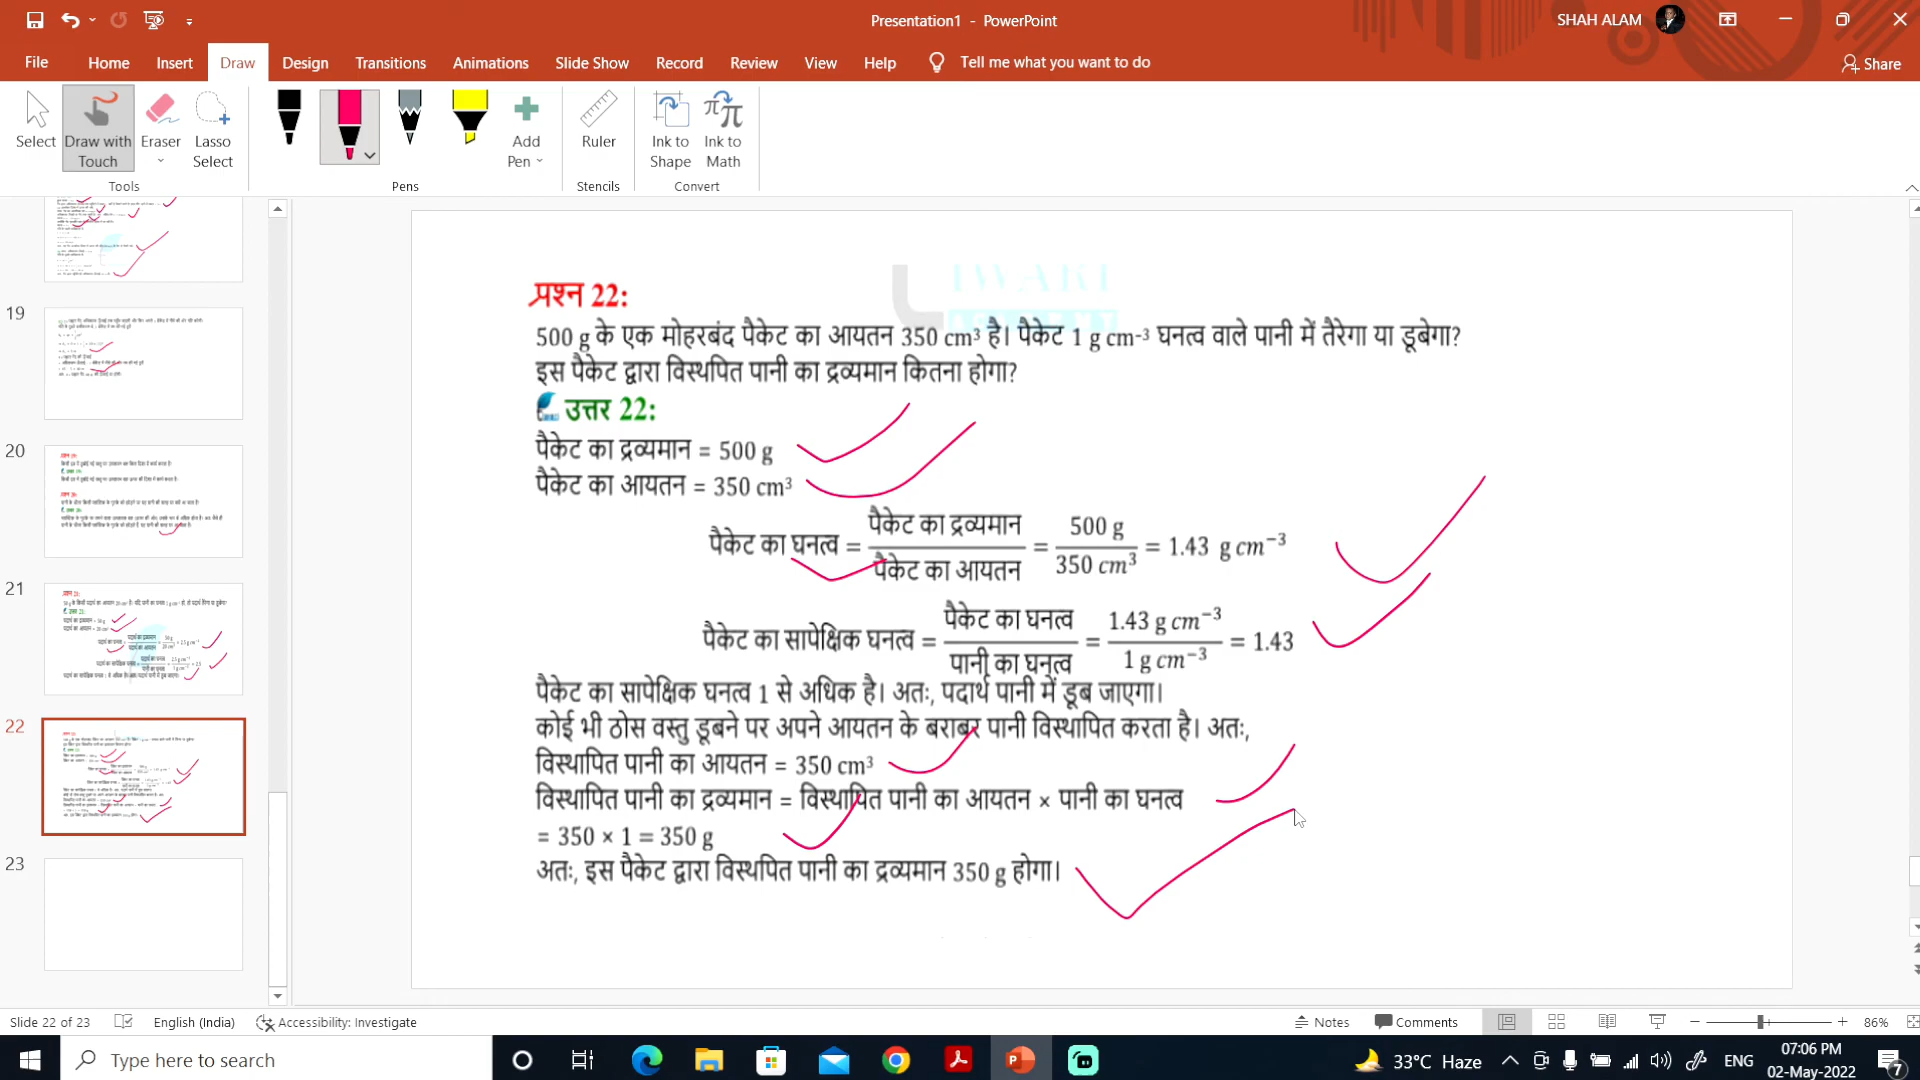 Presentation1 - PowerPoint
SHAH ALAM
File Home Insert Draw Design Transitions Animations Slide Show Record Review View Help Tell me what you want to do
Share
Select
Draw with Touch
Eraser
Lasso Select
Add Pen
Ruler
Ink to Shape
Ink to Math
Tools
Pens
Stencils
Convert
19
20
21
22
23
प्रश्न 22:
500 g के एक मोहरबंद पैकेट का आयतन 350 cm³ है। पैकेट 1 g cm⁻³ घनत्व वाले पानी में तैरेगा या डूबेगा?
इस पैकेट द्वारा विस्थपित पानी का द्रव्यमान कितना होगा?
उत्तर 22:
पैकेट का द्रव्यमान = 500 g
पैकेट का आयतन = 350 cm³
पैकेट का घनत्व = पैकेट का द्रव्यमान / पैकेट का आयतन = 500 g / 350 cm³ = 1.43 g cm⁻³
पैकेट का सापेक्षिक घनत्व = पैकेट का घनत्व / पानी का घनत्व = 1.43 g cm⁻³ / 1 g cm⁻³ = 1.43
पैकेट का सापेक्षिक घनत्व 1 से अधिक है। अतः, पदार्थ पानी में डूब जाएगा।
कोई भी ठोस वस्तु डूबने पर अपने आयतन के बराबर पानी विस्थापित करता है। अतः,
विस्थापित पानी का आयतन = 350 cm³
विस्थापित पानी का द्रव्यमान = विस्थापित पानी का आयतन × पानी का घनत्व
= 350 × 1 = 350 g
अतः, इस पैकेट द्वारा विस्थपित पानी का द्रव्यमान 350 g होगा।
Slide 22 of 23
English (India)
Accessibility: Investigate
Notes
Comments
86%
Type here to search
33°C Haze
ENG
07:06 PM
02-May-2022
7